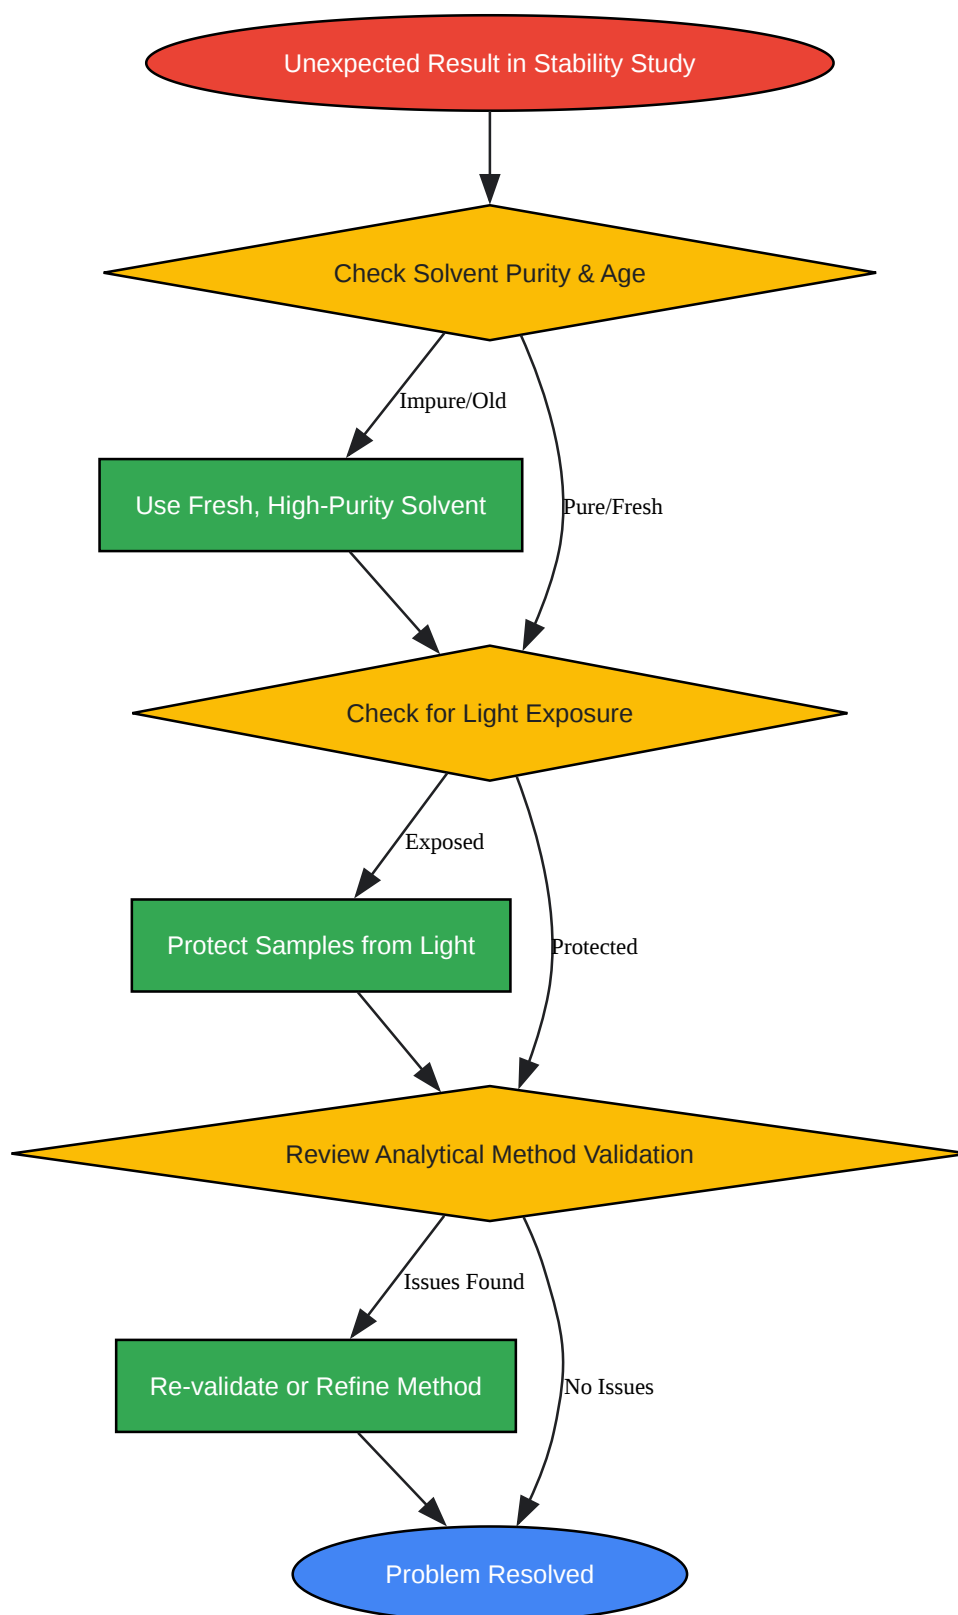 Unexpected Result in Stability Study
Check Solvent Purity & Age
Impure/Old
Use Fresh, High-Purity Solvent
Pure/Fresh
Check for Light Exposure
Exposed
Protect Samples from Light
Protected
Review Analytical Method Validation
Issues Found
Re-validate or Refine Method
No Issues
Problem Resolved